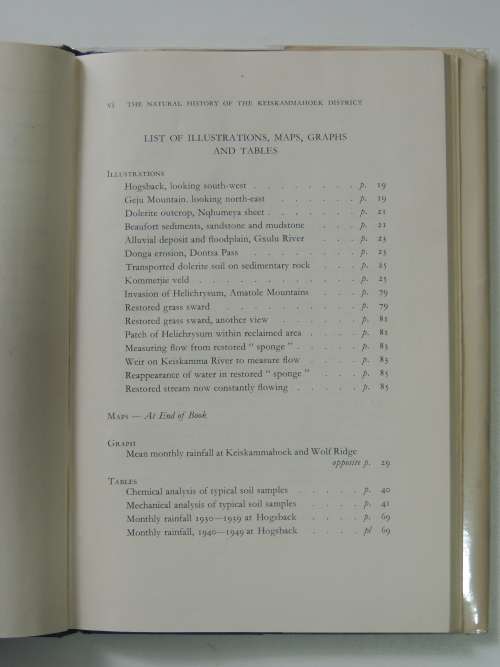 vi THE NATURAL HISTORY OF THE KEISKAMMAHOEK DISTRICT
LIST OF ILLUSTRATIONS, MAPS, GRAPHS
AND TABLES
ILLUSTRATIONS
Hogsback, looking south-west . . . . . . . . p. 19
Geju Mountain. looking north-east . . . . . . p. 19
Dolerite outcrop, Nqhumeya sheet . . . . . . . p. 21
Beaufort sediments, sandstone and mudstone . . . p. 21
Alluvial deposit and floodplain, Gxulu River . . . p. 23
Donga erosion, Dontsa Pass . . . . . . . . p. 23
Transported dolerite soil on sedimentary rock . . . p. 25
Kommetjie veld . . . . . . . . . . . p. 25
Invasion of Helichrysum, Amatole Mountains . . . p. 79
Restored grass sward . . . . . . . . . . p. 79
Restored grass sward, another view . . . . . . p. 81
Patch of Helichrysum within reclaimed area . . . . p. 81
Measuring flow from restored " sponge " . . . . . p. 83
Weir on Keiskamma River to measure flow . . . . p. 83
Reappearance of water in restored " sponge " . . . p. 85
Restored stream now constantly flowing . . . . . p. 85
MAPS — At End of Book
GRAPH
Mean monthly rainfall at Keiskammahoek and Wolf Ridge
opposite p. 29
TABLES
Chemical analysis of typical soil samples . . . . . p. 40
Mechanical analysis of typical soil samples . . . . p. 41
Monthly rainfall 1930—1939 at Hogsback . . . . p. 69
Monthly rainfall, 1940—1949 at Hogsback . . . . pl 69